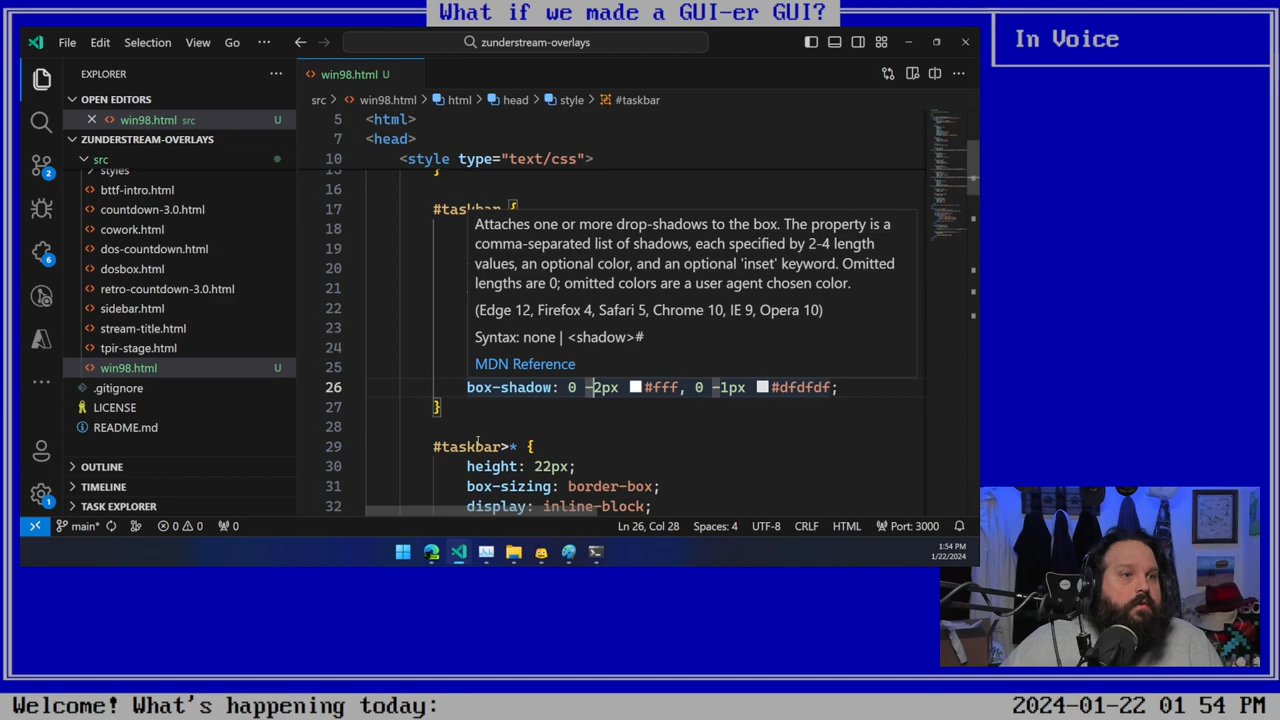 What if we made a GUI-er GUI?
In Voice
File Edit Selection View Go ··· zunderstream-overlays
EXPLORER ···
OPEN EDITORS
win98.html src U
ZUNDERSTREAM-OVERLAYS
src
styles
bttf-intro.html
countdown-3.0.html
cowork.html
dos-countdown.html
dosbox.html
retro-countdown-3.0.html
sidebar.html
stream-title.html
tpir-stage.html
win98.html U
.gitignore
LICENSE
README.md
OUTLINE
TIMELINE
TASK EXPLORER
2
6
1
win98.html U
src > win98.html > html > head > style > #taskbar
5 <html>
7 <head>
10 <style type="text/css">
15 }
16
17 #taskbar {
18
19
20
21
22
23
24
25
Attaches one or more drop-shadows to the box. The property is a
comma-separated list of shadows, each specified by 2-4 length
values, an optional color, and an optional 'inset' keyword. Omitted
lengths are 0; omitted colors are a user agent chosen color.
(Edge 12, Firefox 4, Safari 5, Chrome 10, IE 9, Opera 10)
Syntax: none | <shadow>#
MDN Reference
26 box-shadow: 0 -2px #fff, 0 -1px #dfdfdf;
27 }
28
29 #taskbar>* {
30 height: 22px;
31 box-sizing: border-box;
32 display: inline-block;
main* 0 0 0 Ln 26, Col 28 Spaces: 4 UTF-8 CRLF HTML Port: 3000
1:54 PM
1/22/2024
Welcome! What's happening today: 2024-01-22 01 54 PM